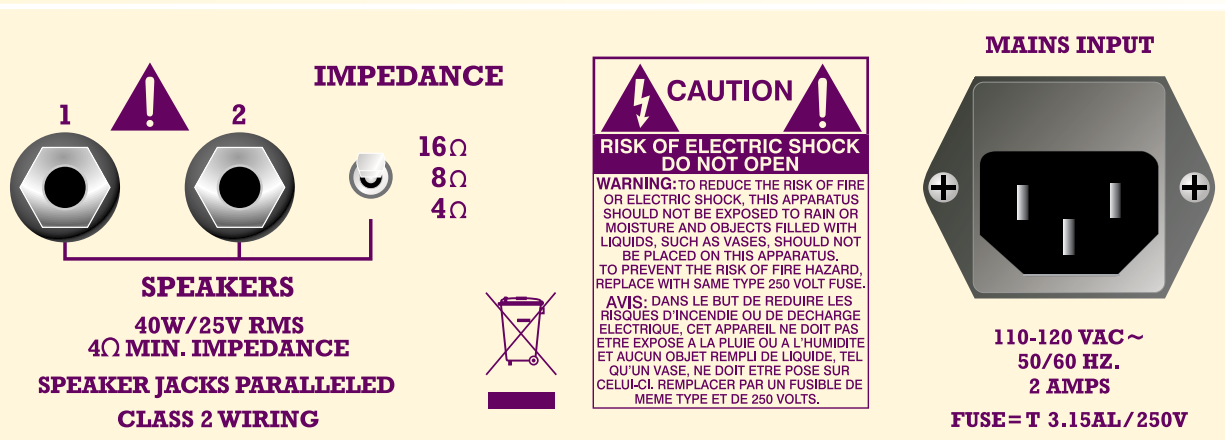 1
2
IMPEDANCE
16Ω
8Ω
4Ω
SPEAKERS
40W/25V RMS
4Ω MIN. IMPEDANCE
SPEAKER JACKS PARALLELED
CLASS 2 WIRING
CAUTION
RISK OF ELECTRIC SHOCK
DO NOT OPEN
WARNING: TO REDUCE THE RISK OF FIRE
OR ELECTRIC SHOCK, THIS APPARATUS
SHOULD NOT BE EXPOSED TO RAIN OR
MOISTURE AND OBJECTS FILLED WITH
LIQUIDS, SUCH AS VASES, SHOULD NOT
BE PLACED ON THIS APPARATUS.
TO PREVENT THE RISK OF FIRE HAZARD,
REPLACE WITH SAME TYPE 250 VOLT FUSE.
AVIS: DANS LE BUT DE REDUIRE LES
RISQUES D'INCENDIE OU DE DECHARGE
ELECTRIQUE, CET APPAREIL NE DOIT PAS
ETRE EXPOSE A LA PLUIE OU A L'HUMIDITE
ET AUCUN OBJET REMPLI DE LIQUIDE, TEL
QU'UN VASE, NE DOIT ETRE POSE SUR
CELUI-CI. REMPLACER PAR UN FUSIBLE DE
MEME TYPE ET DE 250 VOLTS.
MAINS INPUT
110-120 VAC~
50/60 HZ.
2 AMPS
FUSE=T 3.15AL/250V